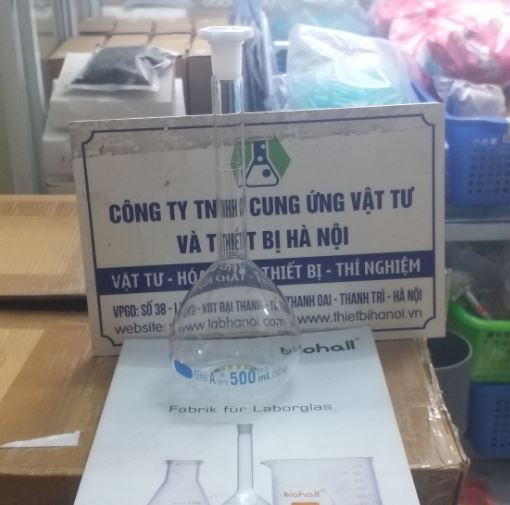 CÔNG TY TNHH CUNG ỨNG VẬT TƯ
VÀ THIẾT BỊ HÀ NỘI
VẬT TƯ - HÓA CHẤT - THIẾT BỊ - THÍ NGHIỆM
VPGD: SỐ 38 - KĐT ĐẠI THANH - THANH OAI - THANH TRÌ - HÀ NỘI
website: www.labhanoi.com www.thietbihanoi.vn
A 500 mL
biohall
Fabrik für Laborglas
biohall